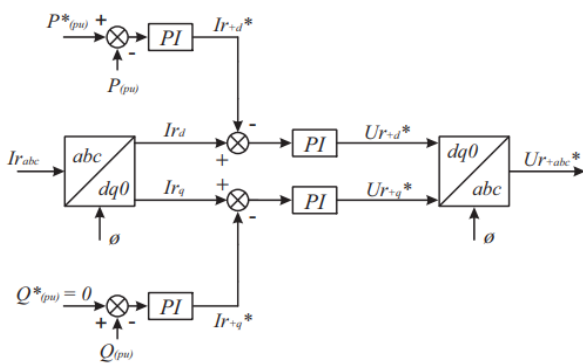 P*(pu) + - PI Ir+d*
P(pu)
Irabc abc dq0 Ird - + PI Ur+d* dq0 abc Ur+abc*
Irq + - PI Ur+q*
ø ø
Q*(pu) = 0 + - PI Ir+q*
Q(pu)